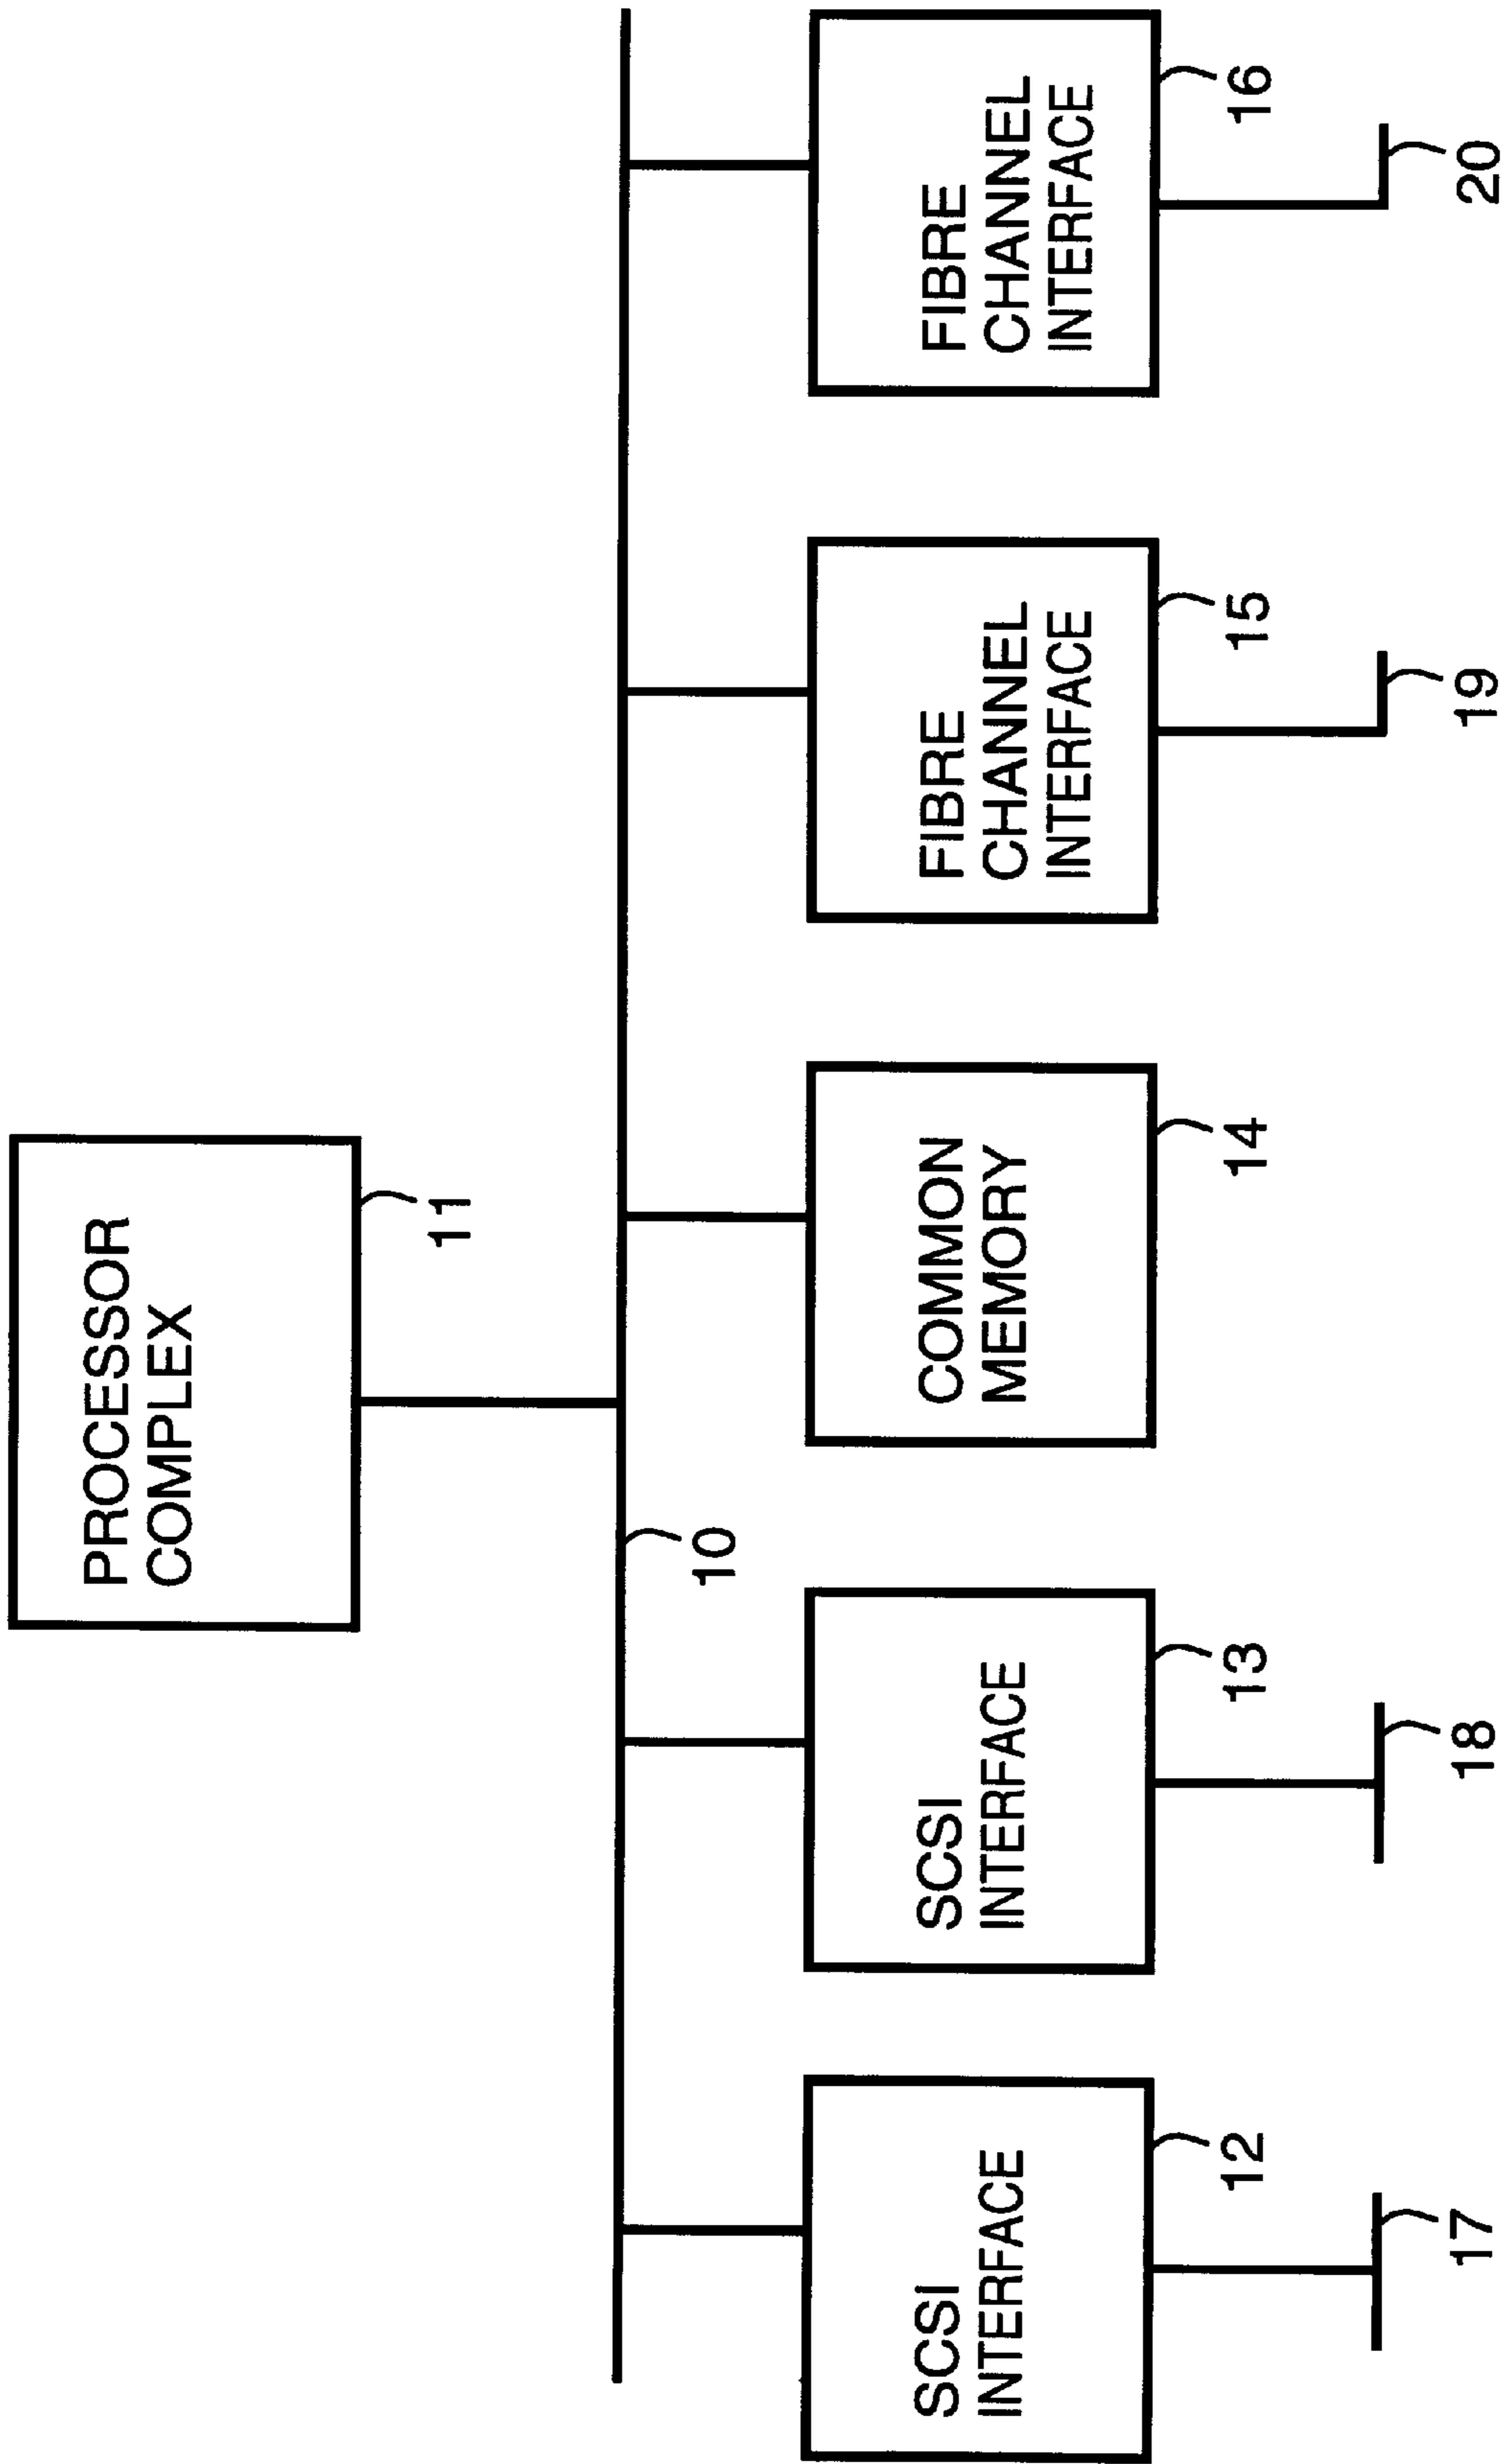 PROCESSOR
COMPLEX
11
10
SCSI
INTERFACE
12
17
SCSI
INTERFACE
13
18
COMMON
MEMORY
14
FIBRE
CHANNEL
INTERFACE
15
19
FIBRE
CHANNEL
INTERFACE
16
20